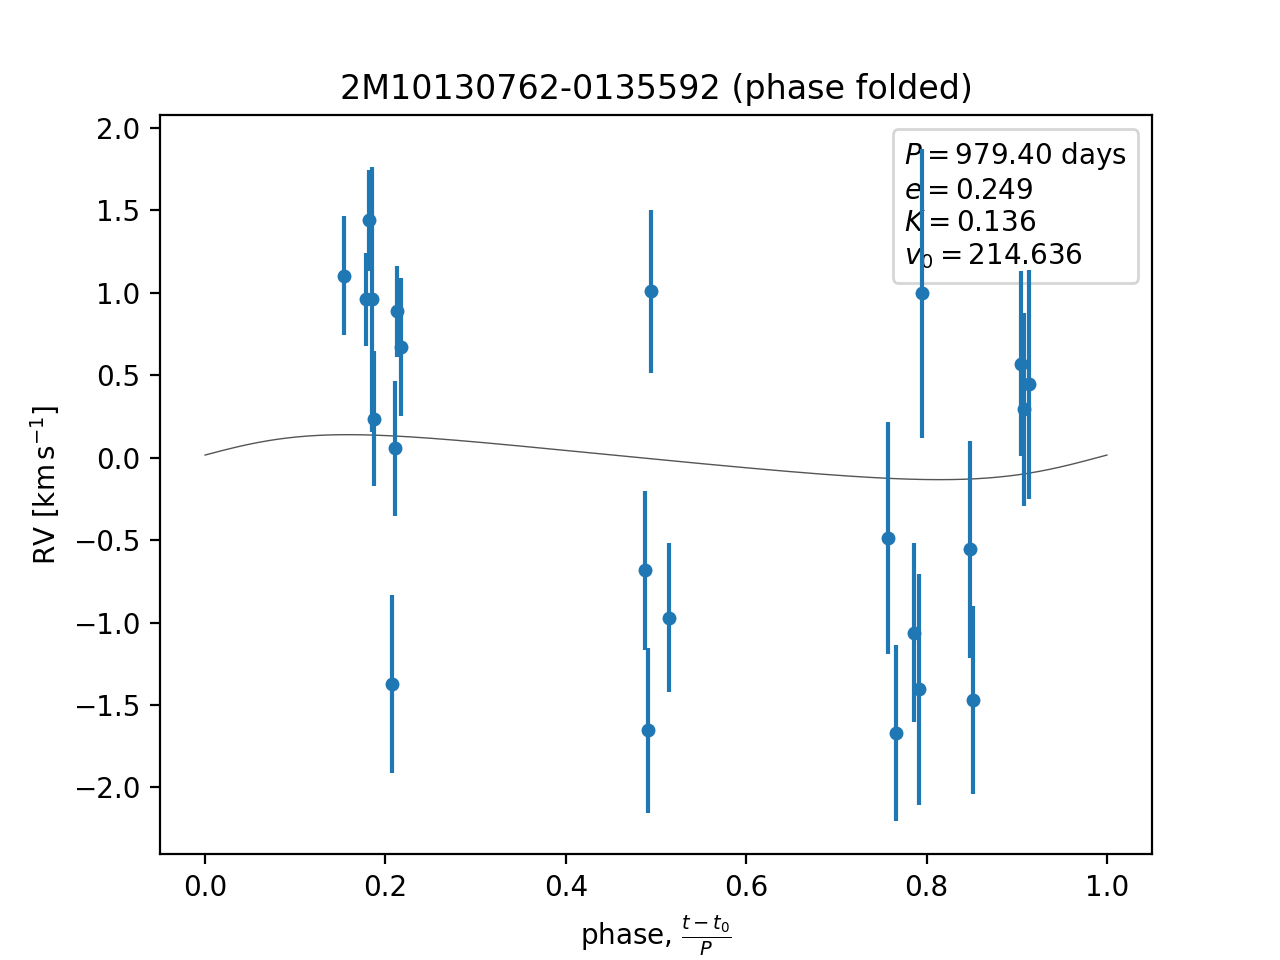 2M10130762-0135592 (phase folded)
P = 979.40 days
e = 0.249
K = 0.136
v₀ = 214.636
2.0
1.5
1.0
0.5
0.0
−0.5
−1.0
−1.5
−2.0
RV [km s⁻¹]
0.0 0.2 0.4 0.6 0.8 1.0
phase, (t − t₀)/P